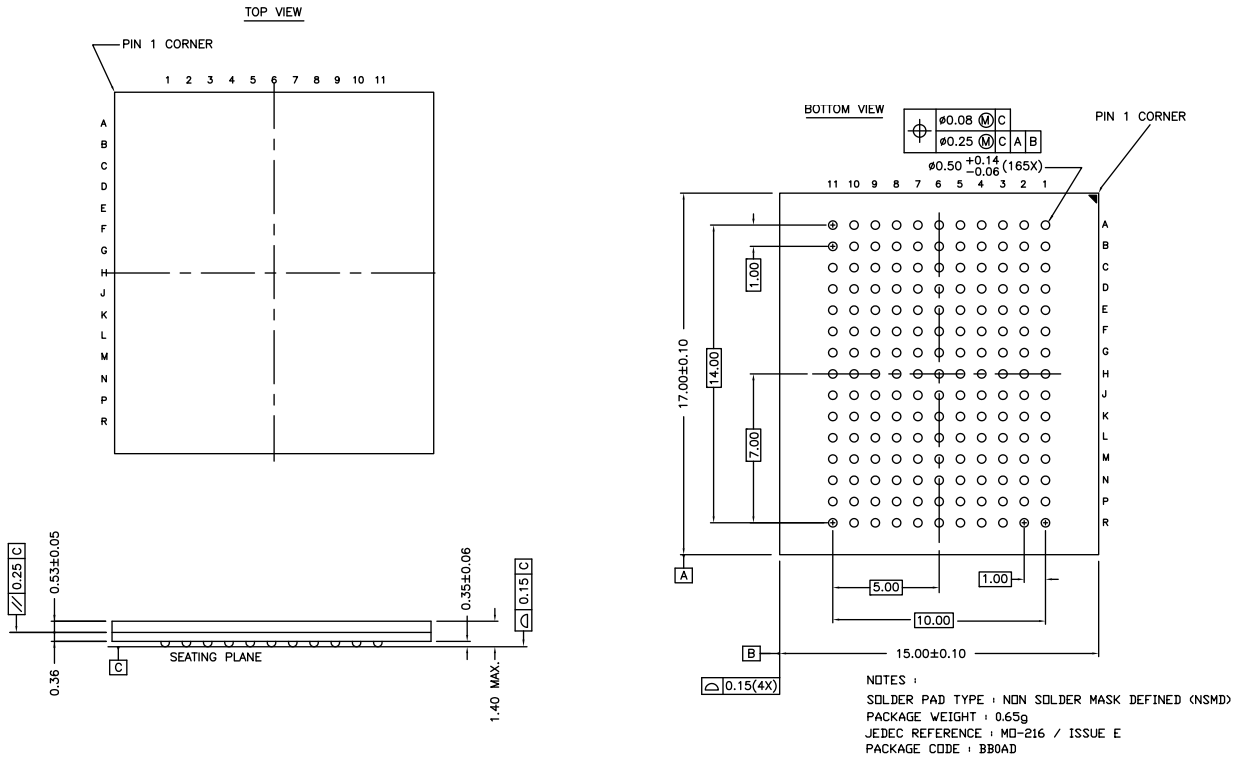 TOP VIEW
PIN 1 CORNER
1 2 3 4 5 6 7 8 9 10 11
A
B
C
D
E
F
G
H
J
K
L
M
N
P
R
BOTTOM VIEW
ø0.08 Ⓜ C
ø0.25 Ⓜ C A B
PIN 1 CORNER
ø0.50 +0.14 -0.06 (165X)
11 10 9 8 7 6 5 4 3 2 1
A
B
C
D
E
F
G
H
J
K
L
M
N
P
R
1.00
17.00±0.10
14.00
7.00
A
5.00
1.00
10.00
B
15.00±0.10
0.15(4X)
0.25 C
0.53±0.05
0.36
C
SEATING PLANE
0.35±0.06
0.15 C
1.40 MAX.
NOTES :
SOLDER PAD TYPE : NON SOLDER MASK DEFINED (NSMD)
PACKAGE WEIGHT : 0.65g
JEDEC REFERENCE : MO-216 / ISSUE E
PACKAGE CODE : BB0AD